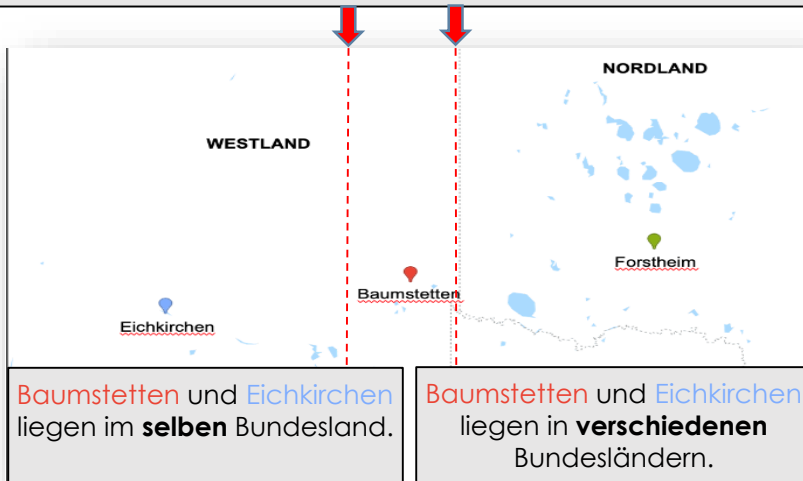 NORDLAND
WESTLAND
Forstheim
Baumstetten
Eichkirchen
Baumstetten und Eichkirchen
liegen im selben Bundesland.
Baumstetten und Eichkirchen
liegen in verschiedenen
Bundesländern.